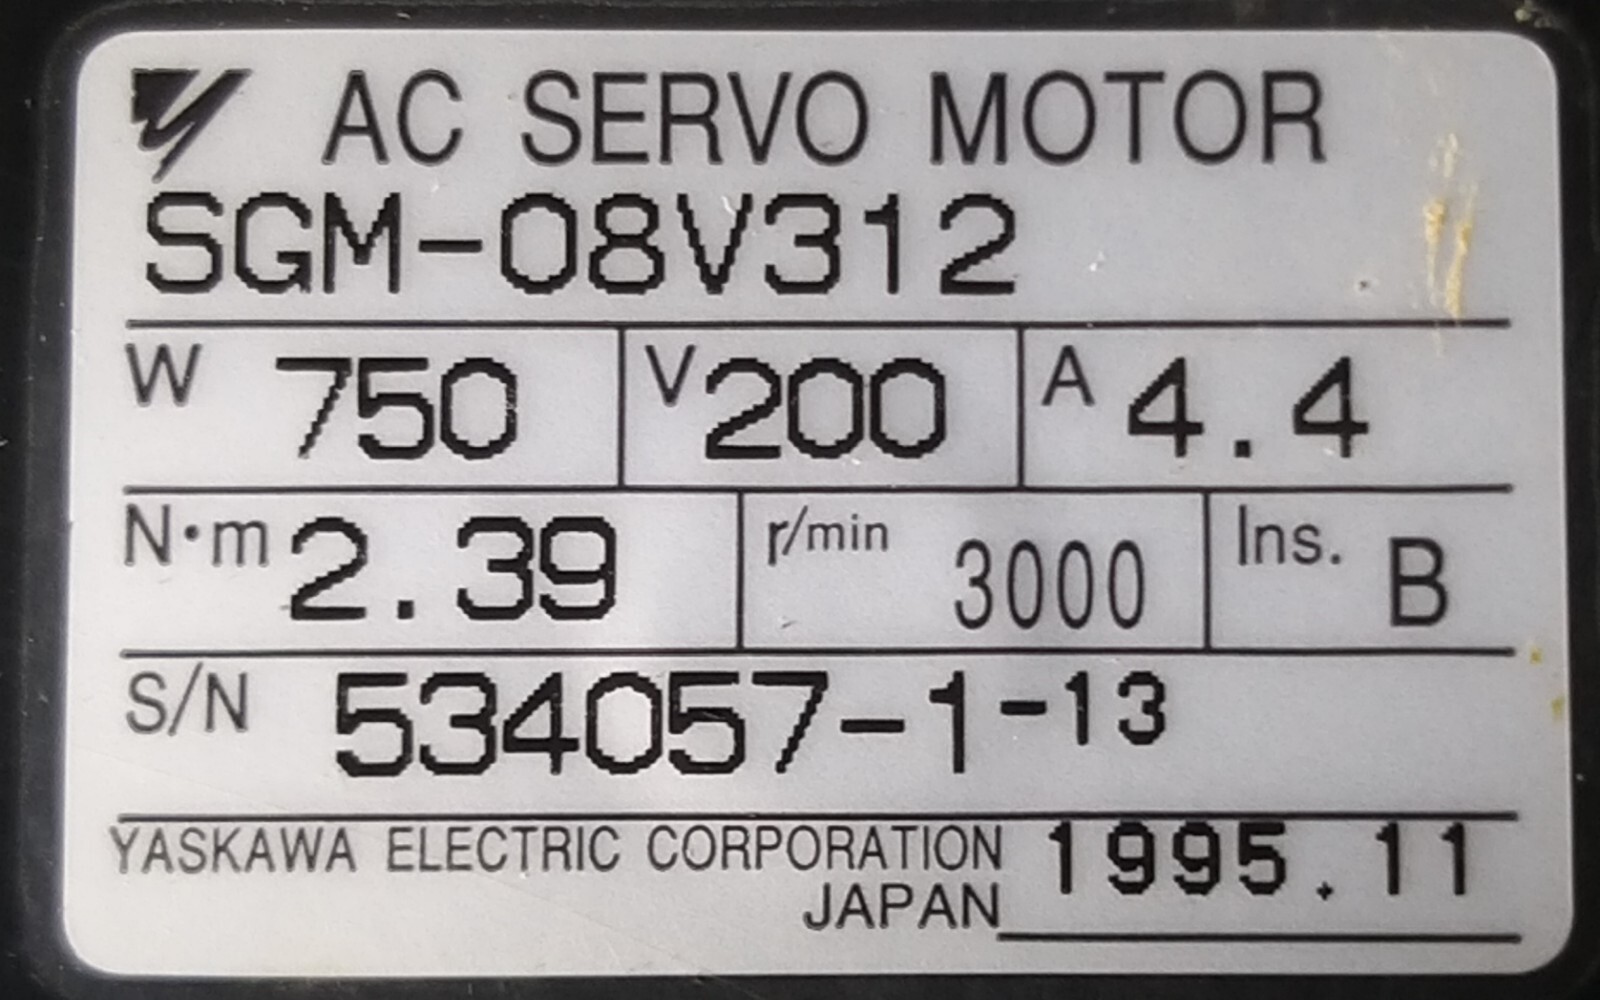 AC SERVO MOTOR
SGM-08V312
W 750 V 200 A 4.4
N·m 2.39 r/min 3000 Ins. B
S/N 534057-1-13
YASKAWA ELECTRIC CORPORATION 1995.11
JAPAN